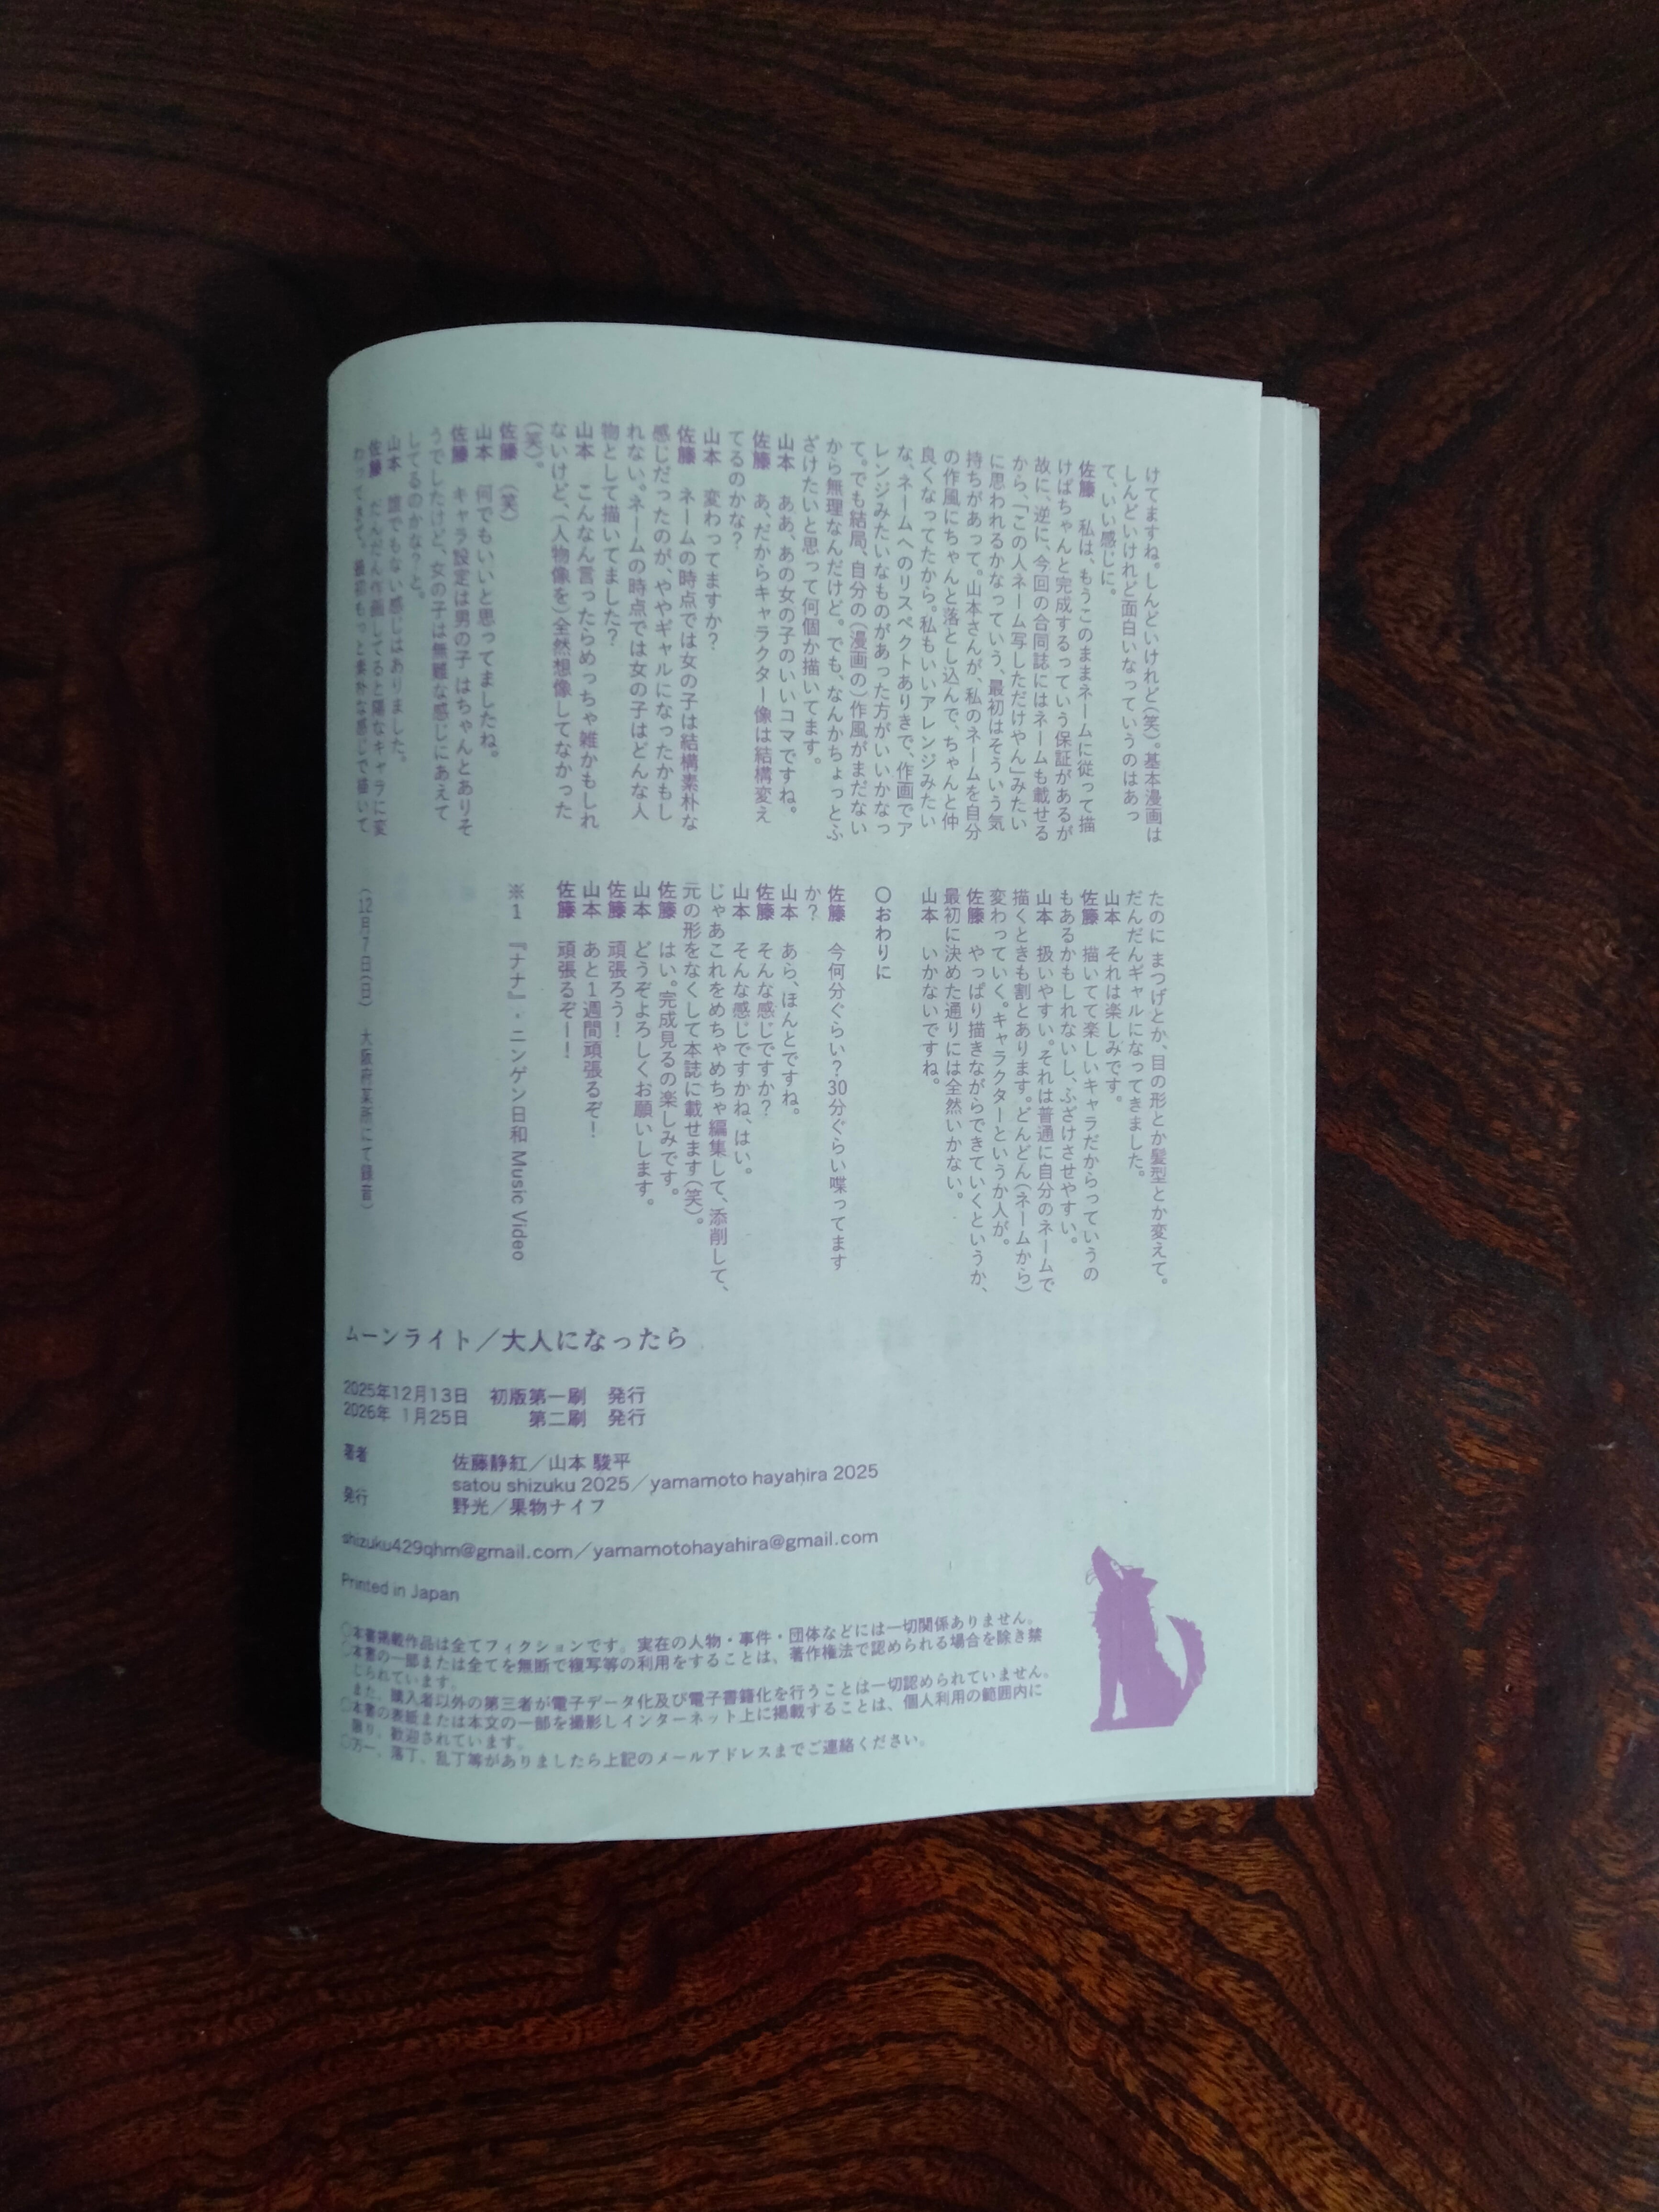 けてますね。しんどいけれど（笑）。基本漫画は
しんどいけれど面白いなっていうのはあっ
て、いい感じに。
佐藤　私は、もうこのままネームに従って描
けばちゃんと完成するっていう保証があるが
故に、逆に、今回の合同誌にはネームも載せる
から、「この人ネーム写しただけやん」みたい
に思われるかなっていう、最初はそういう気
持ちがあって。山本さんが、私のネームを自分
の作風にちゃんと落とし込んで、ちゃんと仲
良くなってたから。私もいいアレンジみたい
な、ネームへのリスペクトありきで、作画でア
レンジみたいなものがあった方がいいかなっ
て。でも結局、自分の（漫画の）作風がまだない
から無理なんだけど。でも、なんかちょっとふ
ざけたいと思って何個か描いてます。
山本　ああ、あの女の子のいいコマですね。
佐藤　あ、だからキャラクター像は結構変え
てるのかな？
山本　変わってますか？
佐藤　ネームの時点では女の子は結構素朴な
感じだったのが、ややギャルになったかもし
れない。ネームの時点では女の子はどんな人
物として描いてました？
山本　こんなん言ったらめっちゃ雑かもしれ
ないけど、（人物像を）全然想像してなかった
（笑）。
佐藤　（笑）
山本　何でもいいと思ってましたね。
佐藤　キャラ設定は男の子はちゃんとありそ
うでしたけど、女の子は無難な感じにあえて
してるのかな？と。
山本　誰でもない感じはありました。
佐藤　だんだん作画してると陽なキャラに変
わってきて。最初もっと素朴な感じで描いて
たのに まつげとか、目の形とか髪型とか変えて。
だんだんギャルになってきました。
山本　それは楽しみです。
佐藤　描いてて楽しいキャラだからっていうの
もあるかもしれないし、ふざけさせやすい。
山本　扱いやすい。それは普通に自分のネームで
描くときも割とあります。どんどん（ネームから）
変わっていく。キャラクターというか人が。
佐藤　やっぱり描きながらできていくというか、
最初に決めた通りには全然いかない。
山本　いかないですね。
〇おわりに
佐藤　今何分ぐらい？30分ぐらい喋ってます
か？
山本　あら、ほんとですね。
佐藤　そんな感じですか？
山本　そんな感じですかね、はい。
じゃあこれをめちゃめちゃ編集して、添削して、
元の形をなくして本誌に載せます（笑）。
佐藤　はい。完成見るの楽しみです。
山本　どうぞよろしくお願いします。
佐藤　頑張ろう！
山本　あと1週間頑張るぞ！
佐藤　頑張るぞー！
※1　『ナナ』・ニンゲン日和 Music Video
（12月7日（日）　大阪府某所にて録音）
ムーンライト／大人になったら
2025年12月13日　初版第一刷　発行
2026年 1月25日　第二刷　発行
著者　佐藤静紅／山本 駿平
satou shizuku 2025／yamamoto hayahira 2025
発行　野光／果物ナイフ
shizuku429qhm@gmail.com／yamamotohayahira@gmail.com
Printed in Japan
○本書掲載作品は全てフィクションです。実在の人物・事件・団体などには一切関係ありません。
○本書の一部または全てを無断で複写等の利用をすることは、著作権法で認められる場合を除き禁
じられています。
また、購入者以外の第三者が電子データ化及び電子書籍化を行うことは一切認められていません。
○本書の表紙または本文の一部を撮影しインターネット上に掲載することは、個人利用の範囲内に
限り、歓迎されています。
○万一、落丁、乱丁等がありましたら上記のメールアドレスまでご連絡ください。